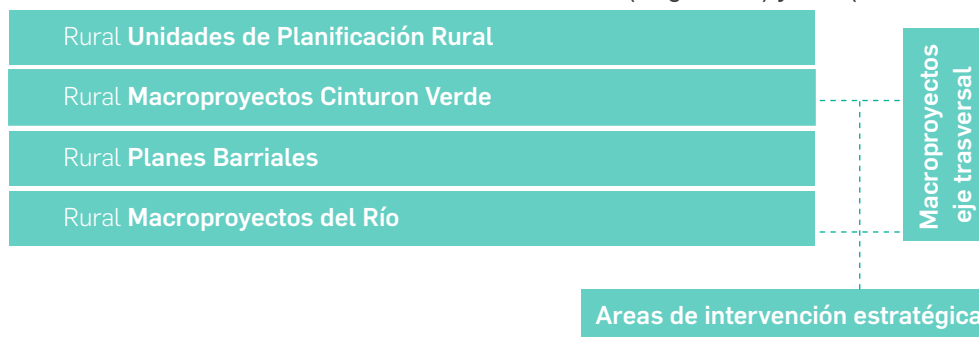 Rural Unidades de Planificación Rural
Rural Macroproyectos Cinturon Verde
Rural Planes Barriales
Rural Macroproyectos del Río
Macroproyectos
eje trasversal
Areas de intervención estratégica